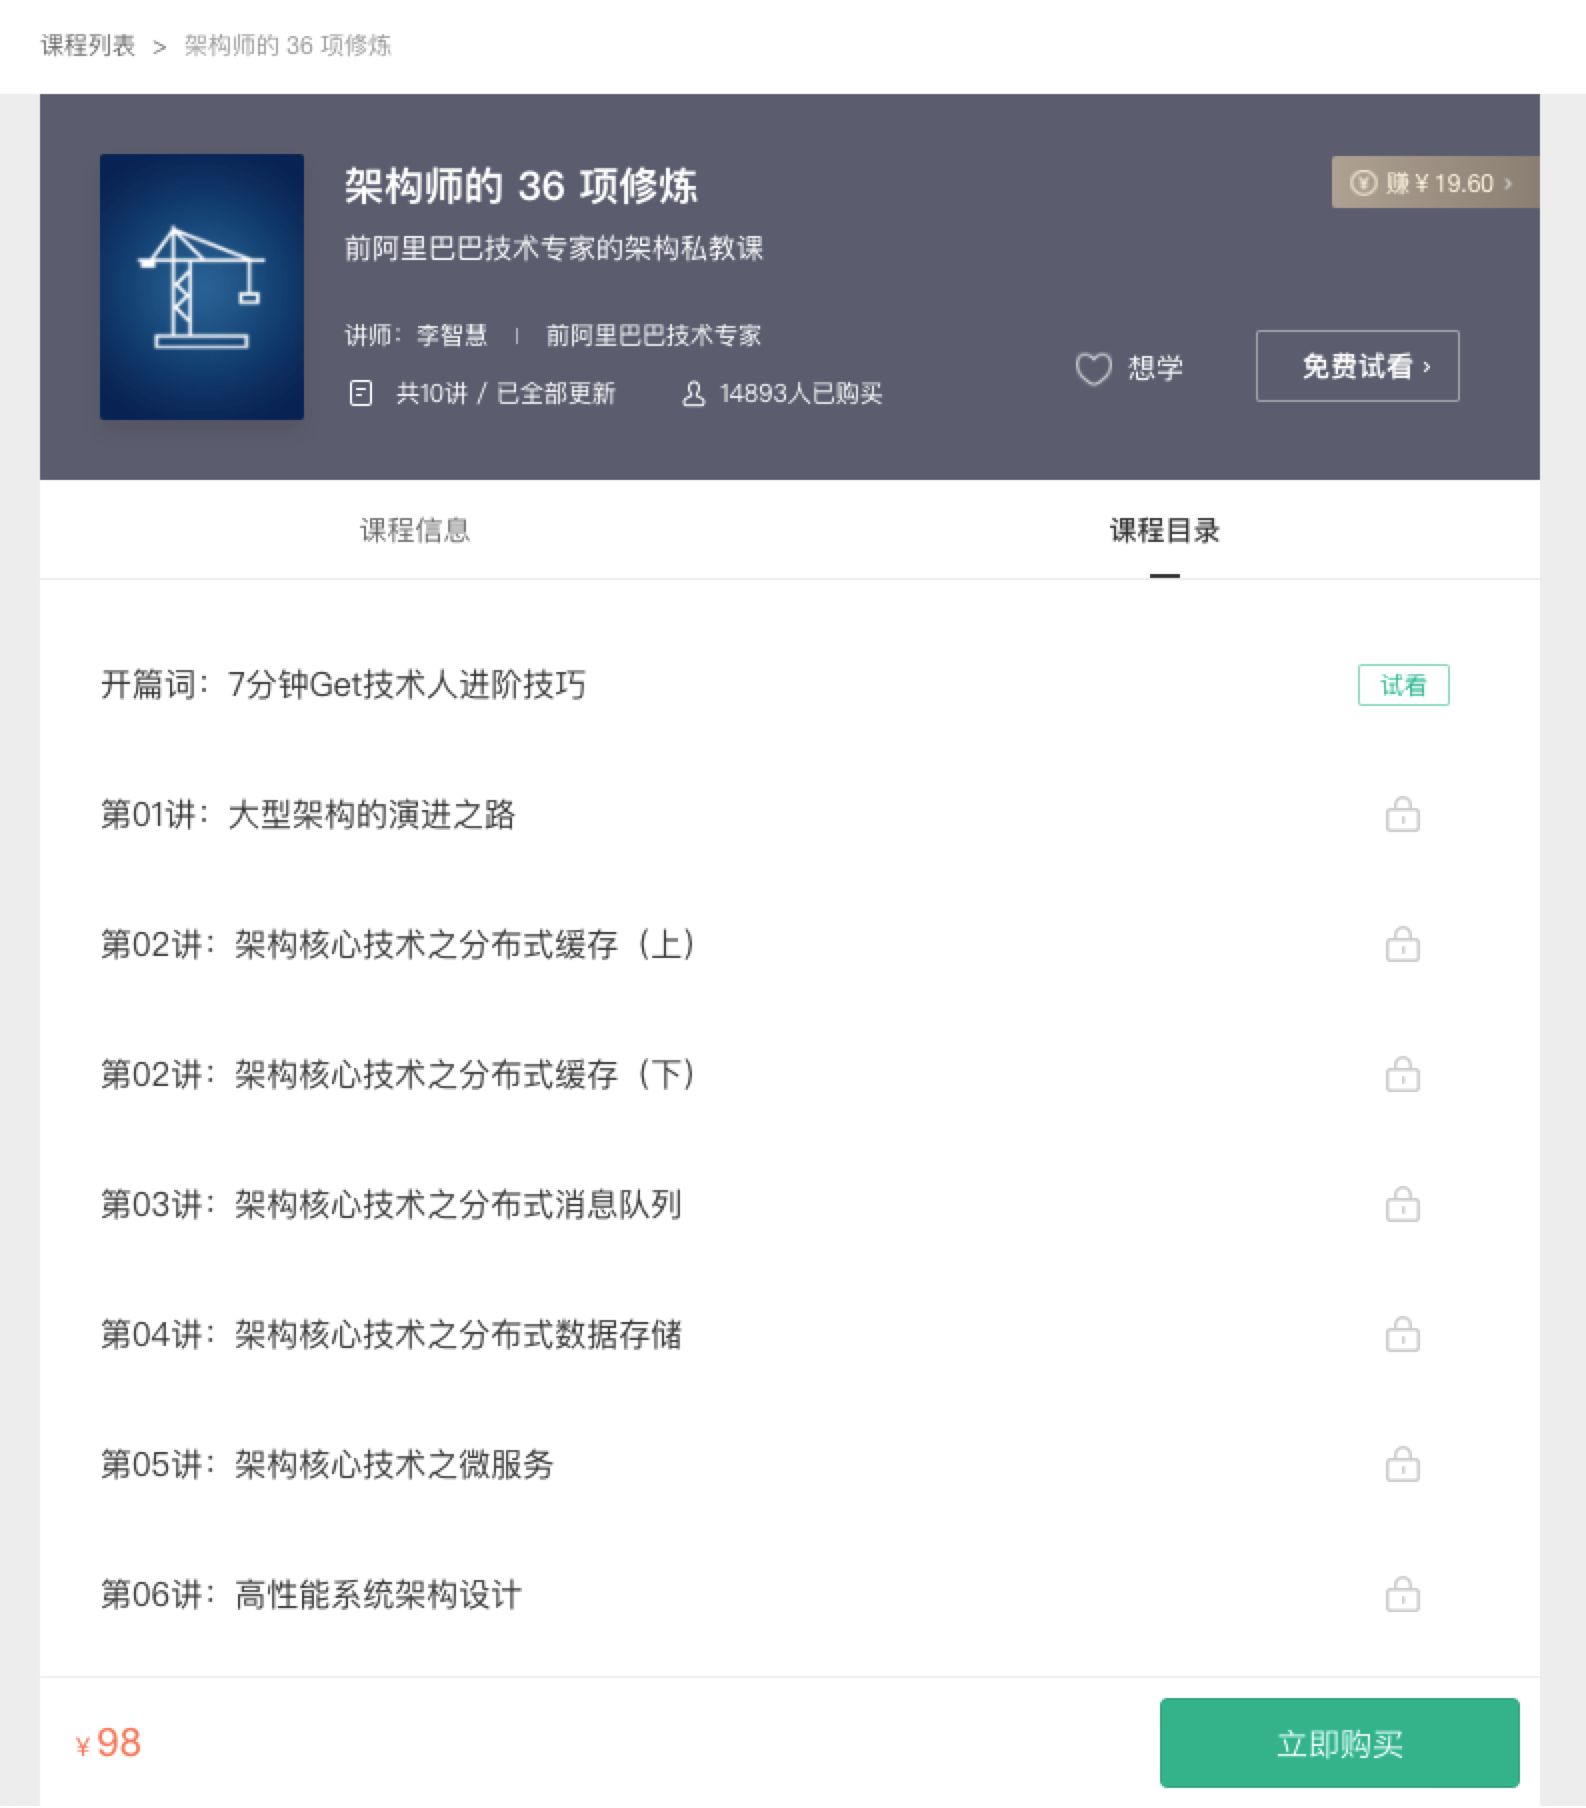 课程列表 > 架构师的 36 项修炼
架构师的 36 项修炼
赚 ¥ 19.60 ›
前阿里巴巴技术专家的架构私教课
讲师：李智慧 | 前阿里巴巴技术专家
想学
免费试看 ›
共10讲 / 已全部更新 14893人已购买
课程信息 课程目录
开篇词：7分钟Get技术人进阶技巧 试看
第01讲：大型架构的演进之路
第02讲：架构核心技术之分布式缓存（上）
第02讲：架构核心技术之分布式缓存（下）
第03讲：架构核心技术之分布式消息队列
第04讲：架构核心技术之分布式数据存储
第05讲：架构核心技术之微服务
第06讲：高性能系统架构设计
¥ 98 立即购买